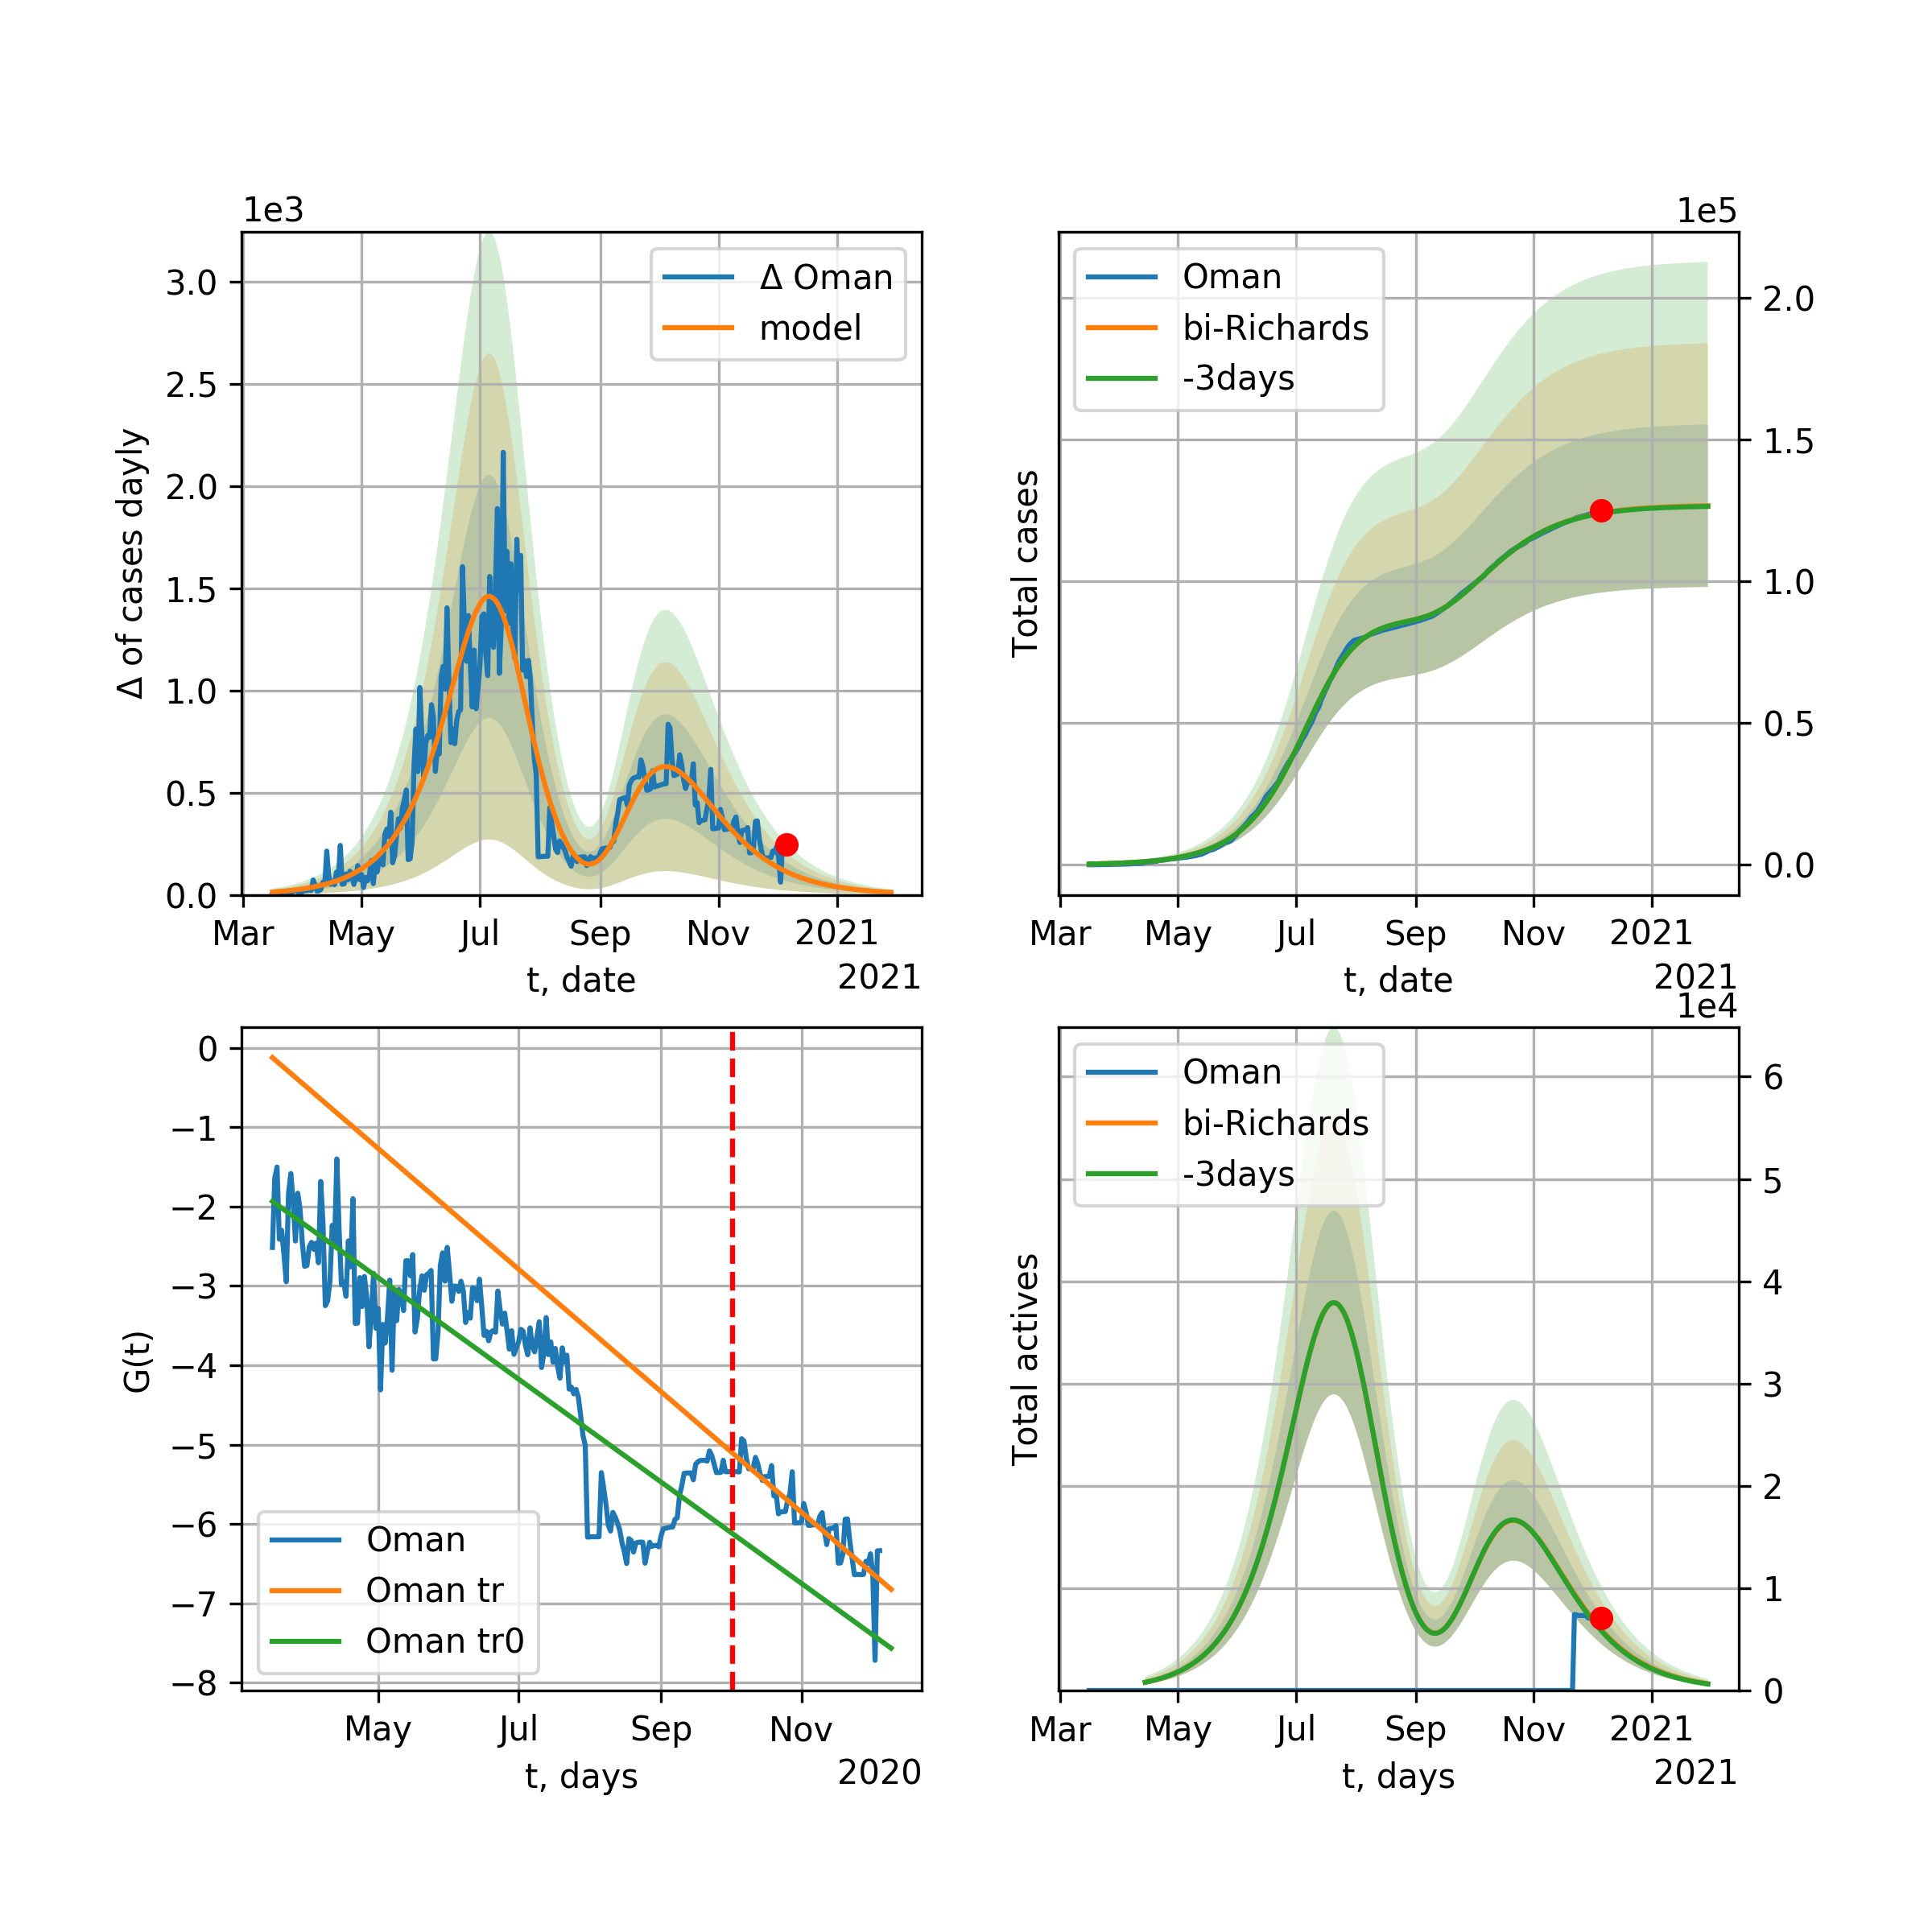 1e3
3.0
2.5
2.0
1.5
1.0
0.5
0.0
Δ of cases dayly
Δ Oman
model
Mar May Jul Sep Nov 2021
t, date
2021
1e5
Oman
bi-Richards
-3days
Total cases
2.0
1.5
1.0
0.5
0.0
Mar May Jul Sep Nov 2021
t, date
2021
0
−1
−2
−3
−4
−5
−6
−7
−8
G(t)
Oman
Oman tr
Oman tr0
May Jul Sep Nov
t, days
2020
1e4
Oman
bi-Richards
-3days
Total actives
6
5
4
3
2
1
0
Mar May Jul Sep Nov 2021
t, days
2021